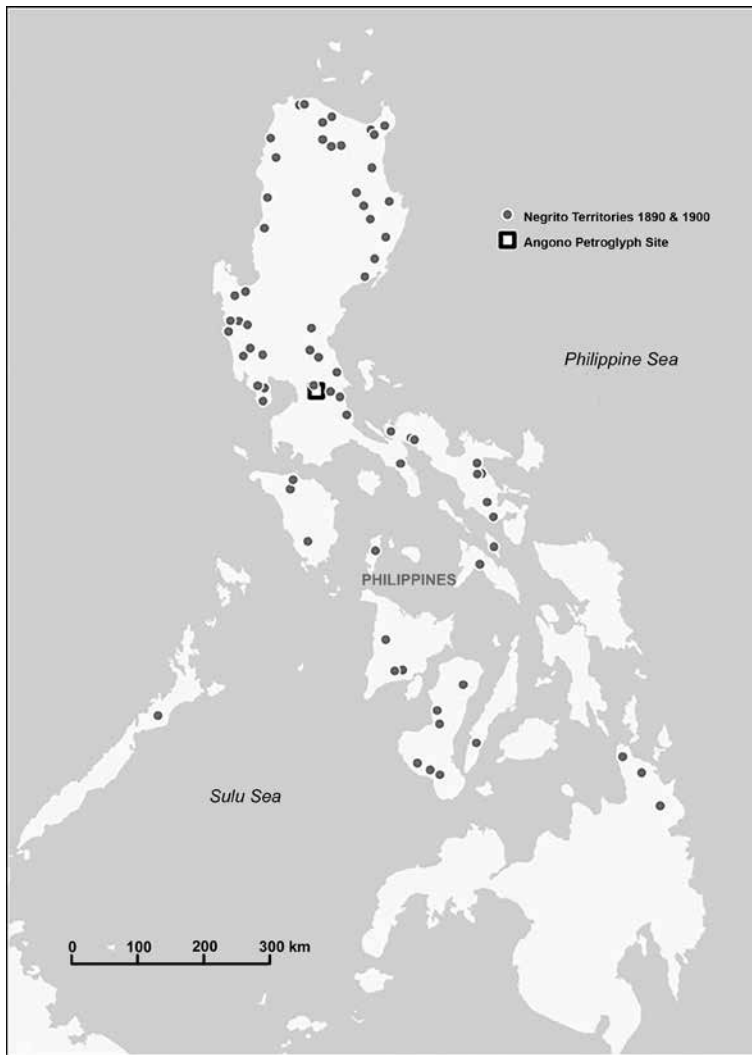 Negrito Territories 1890 & 1900
Angono Petroglyph Site
Philippine Sea
PHILIPPINES
Sulu Sea
0 100 200 300 km